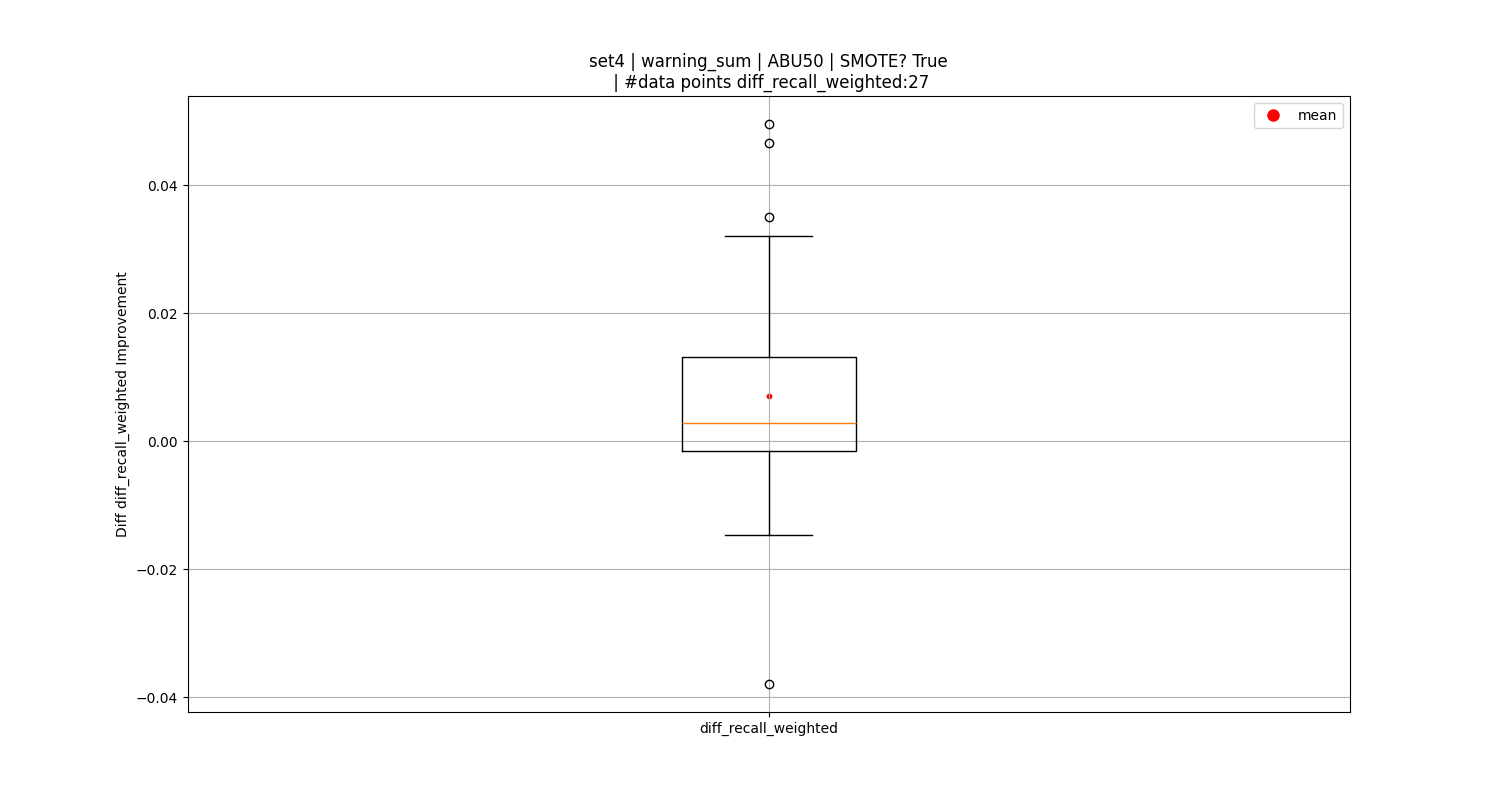 set4 | warning_sum | ABU50 | SMOTE? True
| #data points diff_recall_weighted:27
mean
0.04
0.02
0.00
−0.02
−0.04
Diff diff_recall_weighted Improvement
diff_recall_weighted